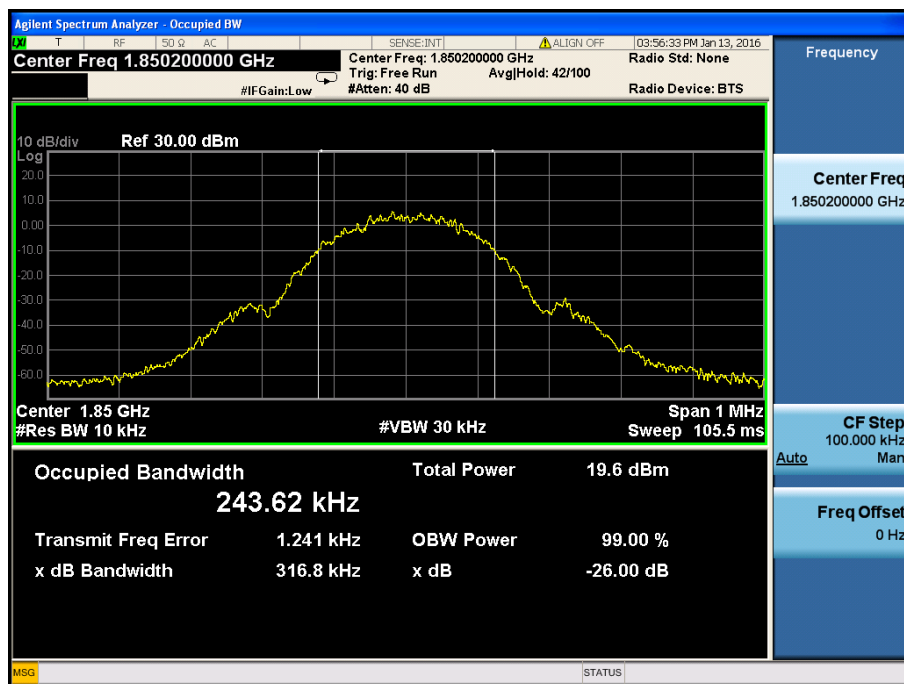 Agilent Spectrum Analyzer - Occupied BW
LXI T RF 50 Ω AC SENSE:INT ALIGN OFF 03:56:33 PM Jan 13, 2016
Center Freq 1.850200000 GHz
Center Freq: 1.850200000 GHz
Radio Std: None
Trig: Free Run Avg|Hold: 42/100
#IFGain:Low
#Atten: 40 dB
Radio Device: BTS
10 dB/div Ref 30.00 dBm
Log
20.0
10.0
0.00
-10.0
-20.0
-30.0
-40.0
-50.0
-60.0
Center 1.85 GHz Span 1 MHz
#Res BW 10 kHz #VBW 30 kHz Sweep 105.5 ms
Occupied Bandwidth Total Power 19.6 dBm
243.62 kHz
Transmit Freq Error 1.241 kHz OBW Power 99.00 %
x dB Bandwidth 316.8 kHz x dB -26.00 dB
MSG STATUS
Frequency
Center Freq
1.850200000 GHz
CF Step
100.000 kHz
Auto Man
Freq Offset
0 Hz